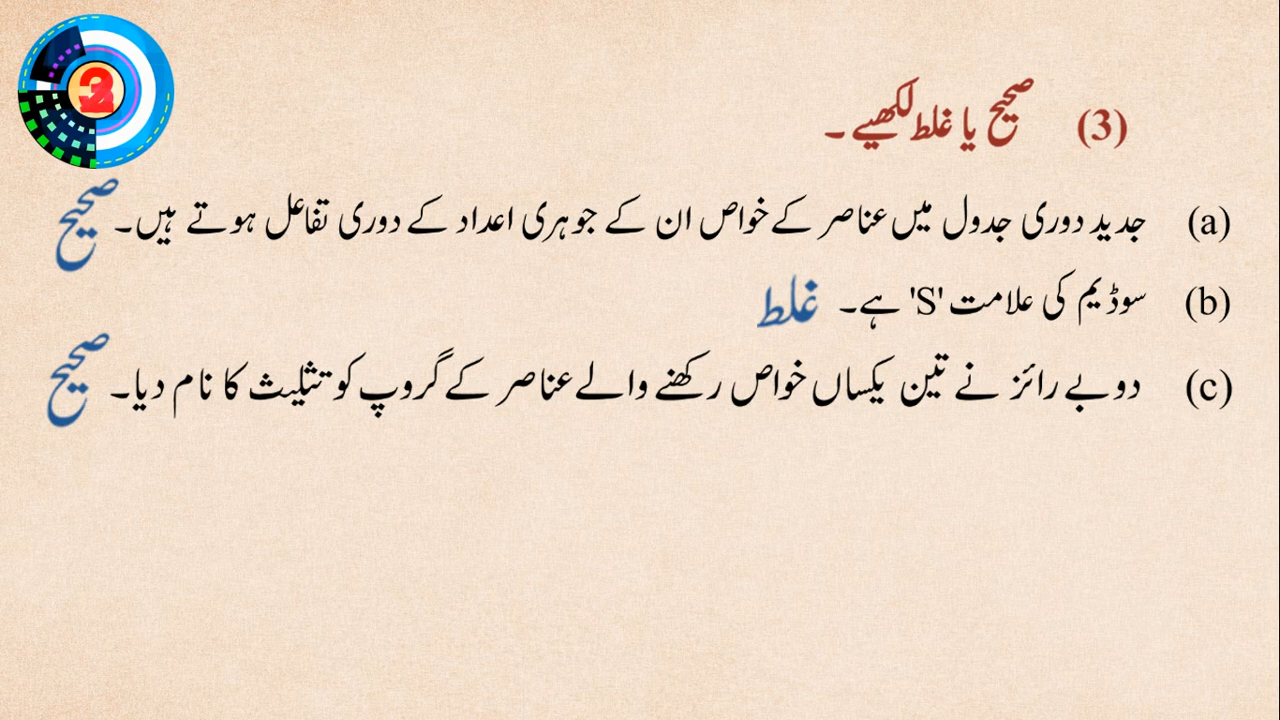 (3) صحیح یا غلط لکھیے۔
(a) جدید دوری جدول میں عناصر کے خواص ان کے جوہری اعداد کے دوری تفاعل ہوتے ہیں۔ صحیح
(b) سوڈیم کی علامت 'S' ہے۔ غلط
(c) دوبے رائز نے تین یکساں خواص رکھنے والے عناصر کے گروپ کو تثلیث کا نام دیا۔ صحیح